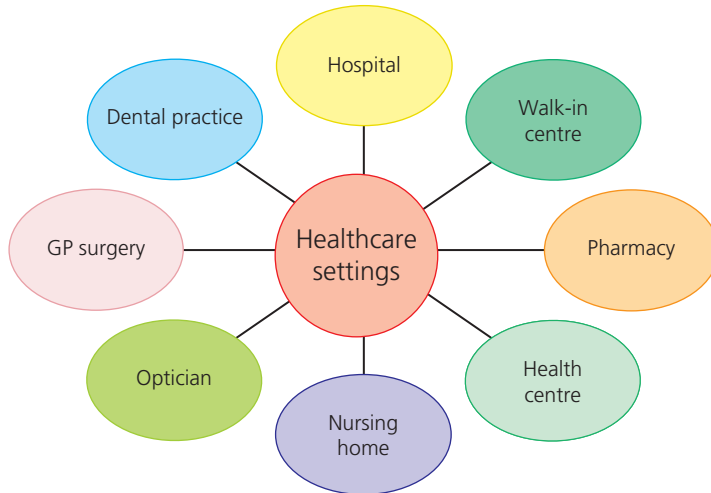 Hospital
Dental practice
Walk-in
centre
GP surgery
Healthcare
settings
Pharmacy
Optician
Health
centre
Nursing
home